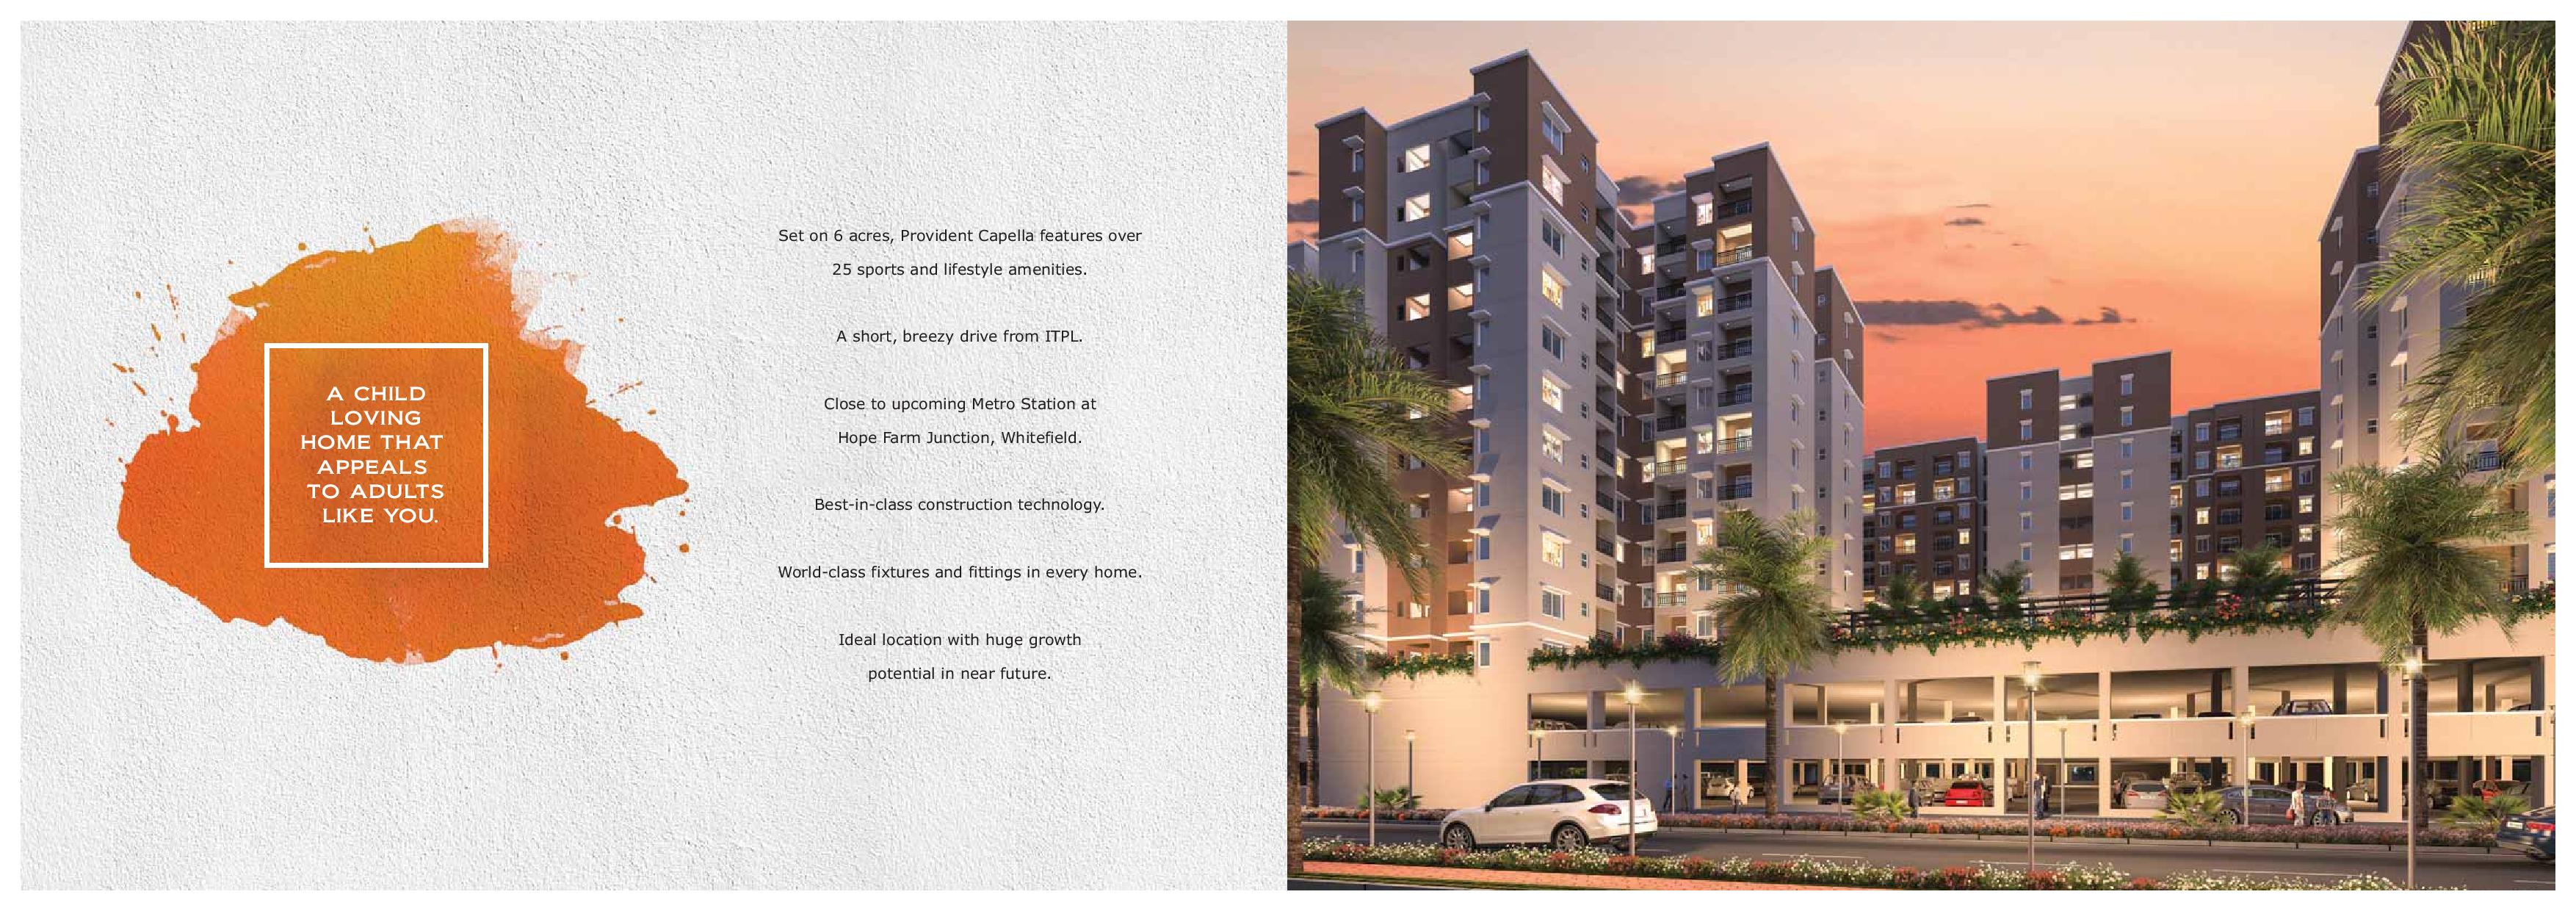 A CHILD
LOVING
HOME THAT
APPEALS
TO ADULTS
LIKE YOU.
Set on 6 acres, Provident Capella features over
25 sports and lifestyle amenities.
A short, breezy drive from ITPL.
Close to upcoming Metro Station at
Hope Farm Junction, Whitefield.
Best-in-class construction technology.
World-class fixtures and fittings in every home.
Ideal location with huge growth
potential in near future.